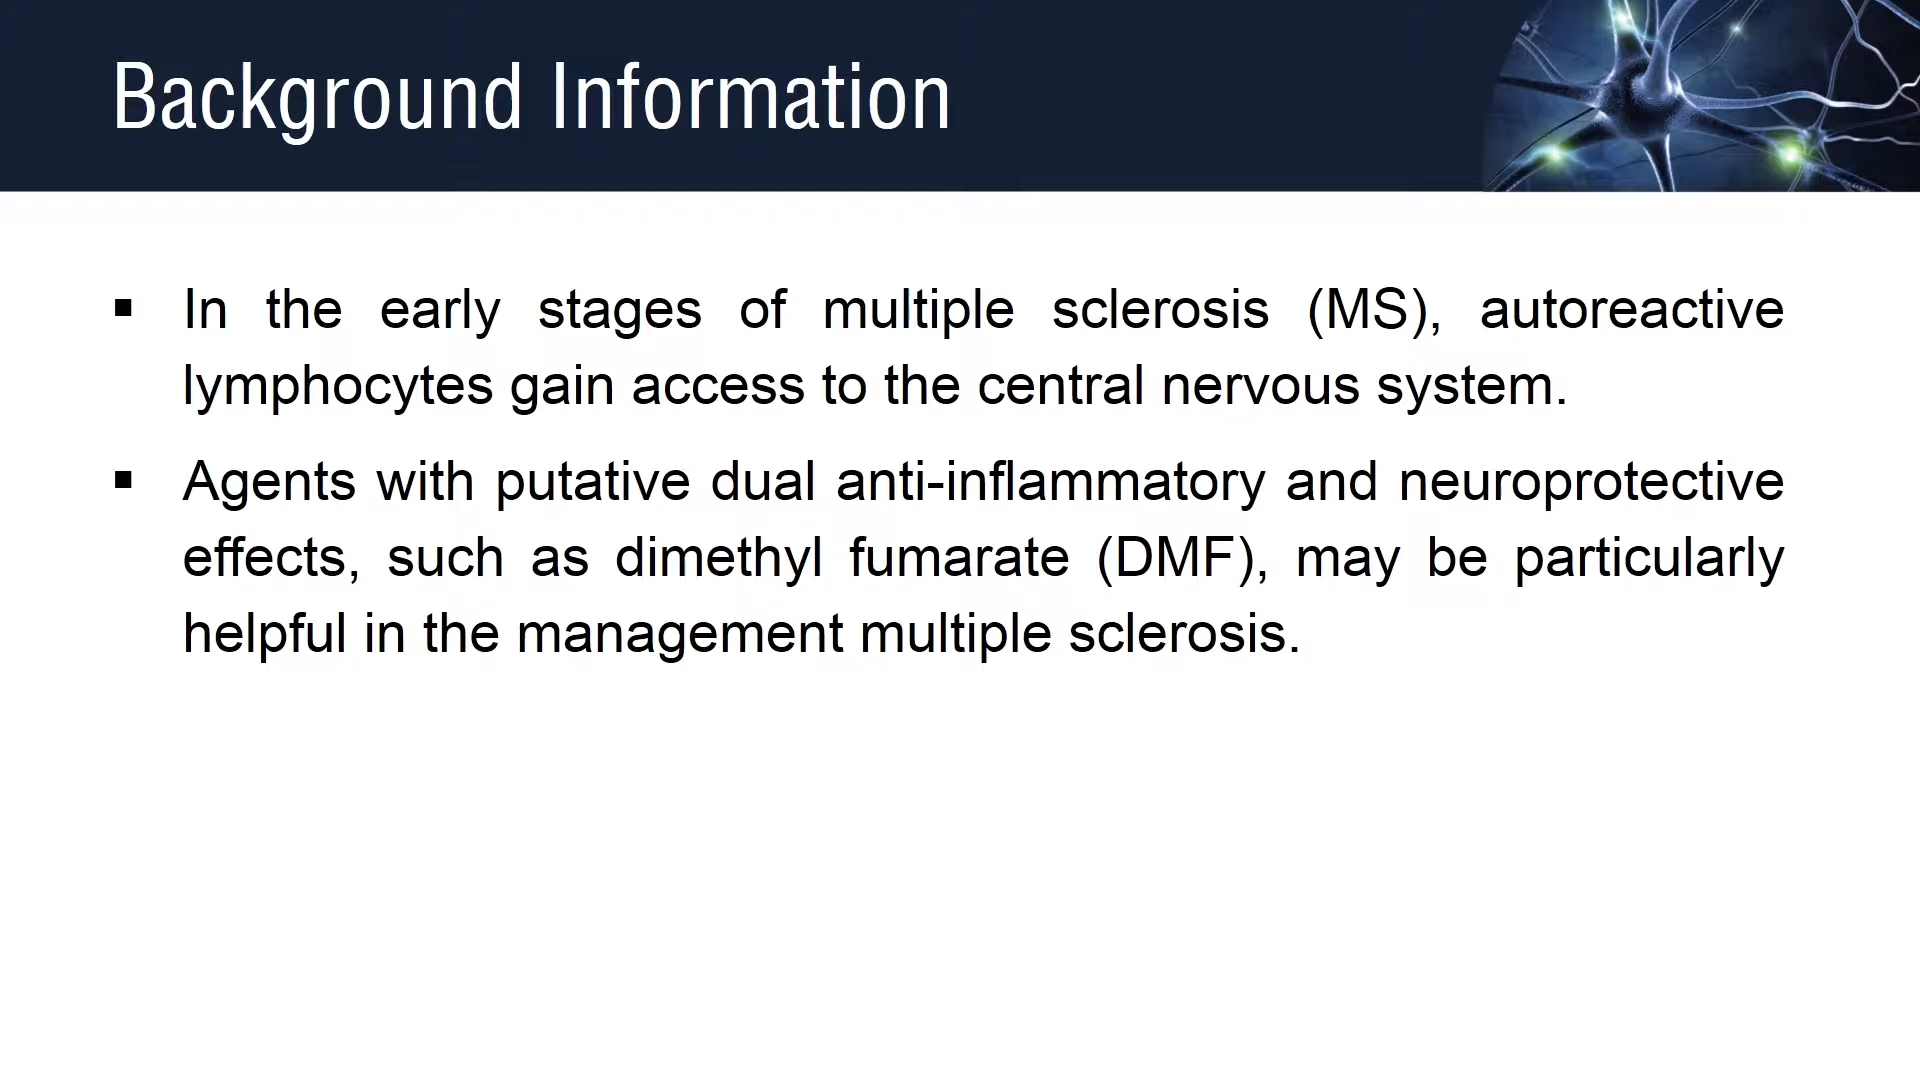 Background Information
▪ In the early stages of multiple sclerosis (MS), autoreactive
lymphocytes gain access to the central nervous system.
▪ Agents with putative dual anti-inflammatory and neuroprotective
effects, such as dimethyl fumarate (DMF), may be particularly
helpful in the management multiple sclerosis.